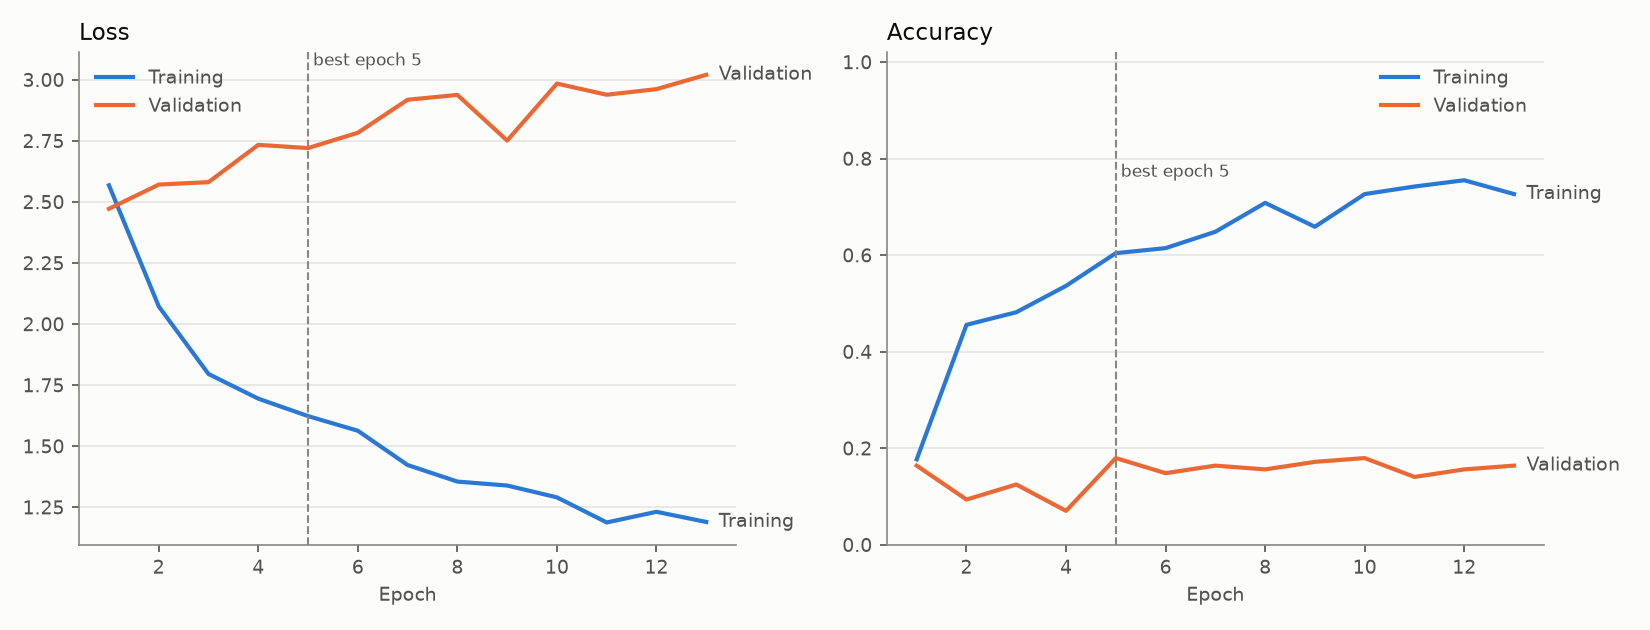 Loss
best epoch 5
Training
Validation
Validation
3.00
2.75
2.50
2.25
2.00
1.75
1.50
1.25
Training
2 4 6 8 10 12
Epoch
Accuracy
Training
Validation
best epoch 5
Training
Validation
1.0
0.8
0.6
0.4
0.2
0.0
2 4 6 8 10 12
Epoch